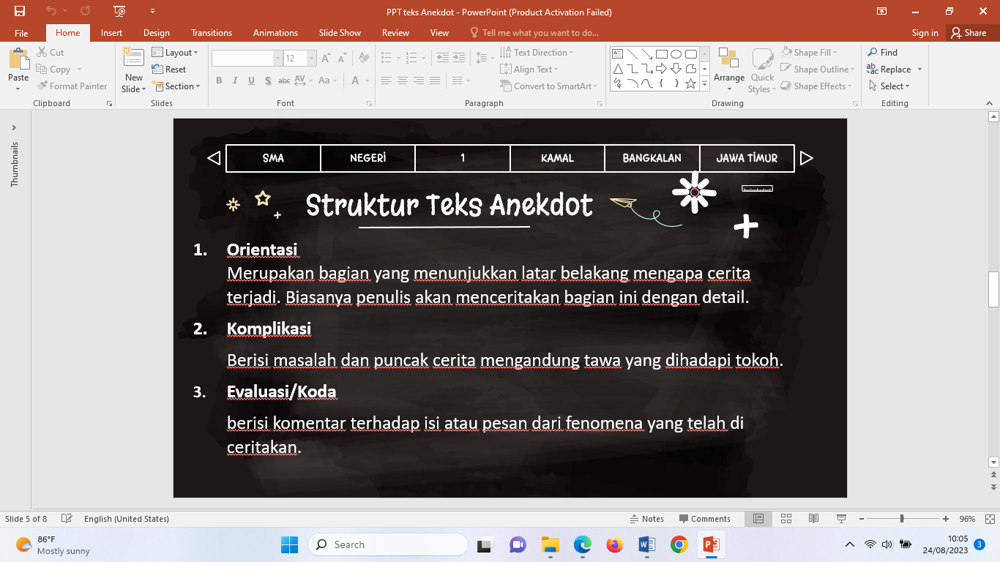 PPT teks Anekdot - PowerPoint (Product Activation Failed)
File Home Insert Design Transitions Animations Slide Show Review View Tell me what you want to do... Sign in Share
Paste
Cut
Copy
Format Painter
Clipboard
New Slide
Layout
Reset
Section
Slides
12
B I U S abc AV Aa A
Font
Paragraph
Text Direction
Align Text
Convert to SmartArt
Arrange
Quick Styles
Shape Fill
Shape Outline
Shape Effects
Drawing
Find
Replace
Select
Editing
Thumbnails
SMA NEGERI 1 KAMAL BANGKALAN JAWA TIMUR
Struktur Teks Anekdot
1. Orientasi
Merupakan bagian yang menunjukkan latar belakang mengapa cerita
terjadi. Biasanya penulis akan menceritakan bagian ini dengan detail.
2. Komplikasi
Berisi masalah dan puncak cerita mengandung tawa yang dihadapi tokoh.
3. Evaluasi/Koda
berisi komentar terhadap isi atau pesan dari fenomena yang telah di
ceritakan.
Slide 5 of 8 English (United States) Notes Comments 96%
86°F
Mostly sunny
Search
10:05
24/08/2023
3